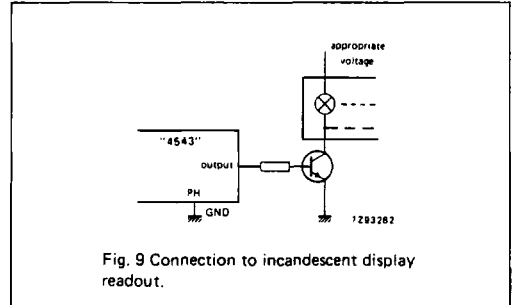 appropriate
voltage
"4543"
output
PH
GND
7Z93282
Fig. 9 Connection to incandescent display
readout.